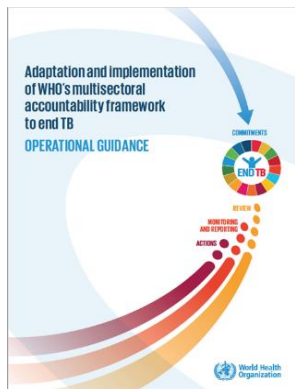 Adaptation and implementation
of WHO's multisectoral
accountability framework
to end TB
OPERATIONAL GUIDANCE
COMMITMENTS
END TB
REVIEW
MONITORING
AND REPORTING
ACTIONS
World Health
Organization